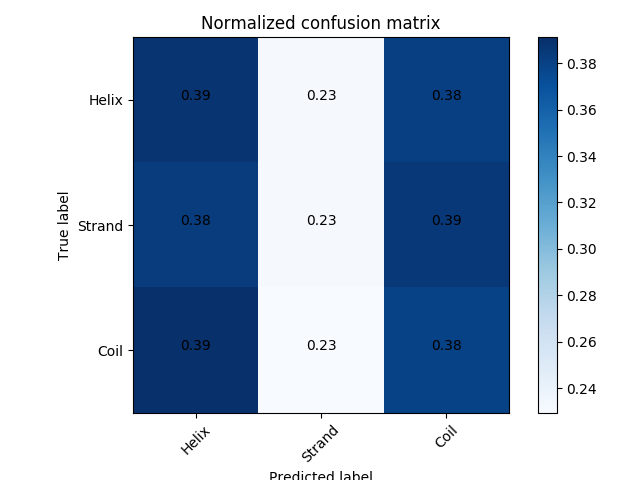 Normalized confusion matrix
True label
Helix 0.39 0.23 0.38
Strand 0.38 0.23 0.39
Coil 0.39 0.23 0.38
Helix Strand Coil
Predicted label
0.38
0.36
0.34
0.32
0.30
0.28
0.26
0.24